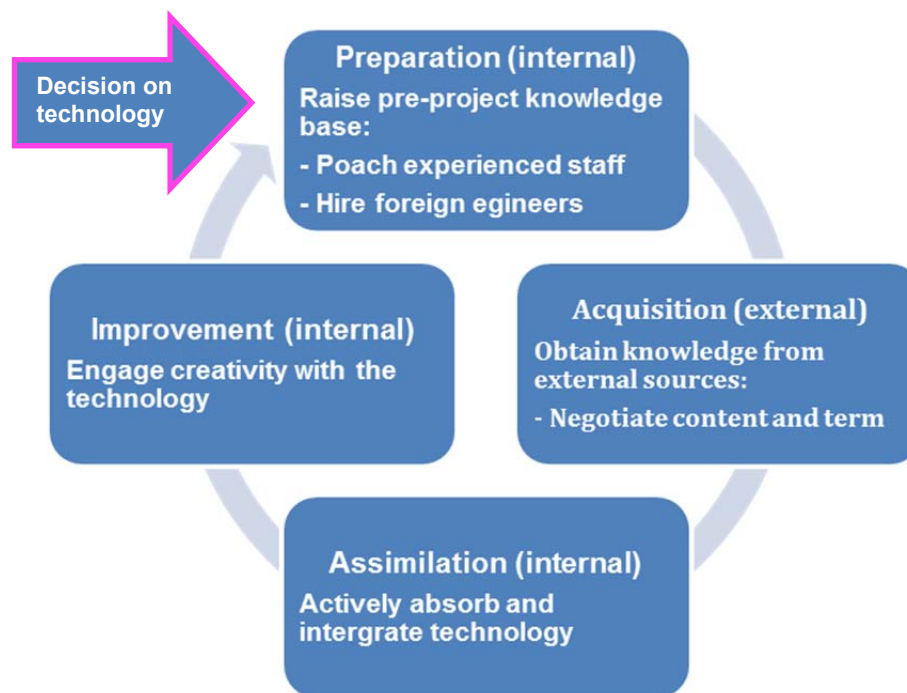 Decision on
technology
Preparation (internal)
Raise pre-project knowledge
base:
- Poach experienced staff
- Hire foreign egineers
Acquisition (external)
Obtain knowledge from
external sources:
- Negotiate content and term
Assimilation (internal)
Actively absorb and
intergrate technology
Improvement (internal)
Engage creativity with the
technology